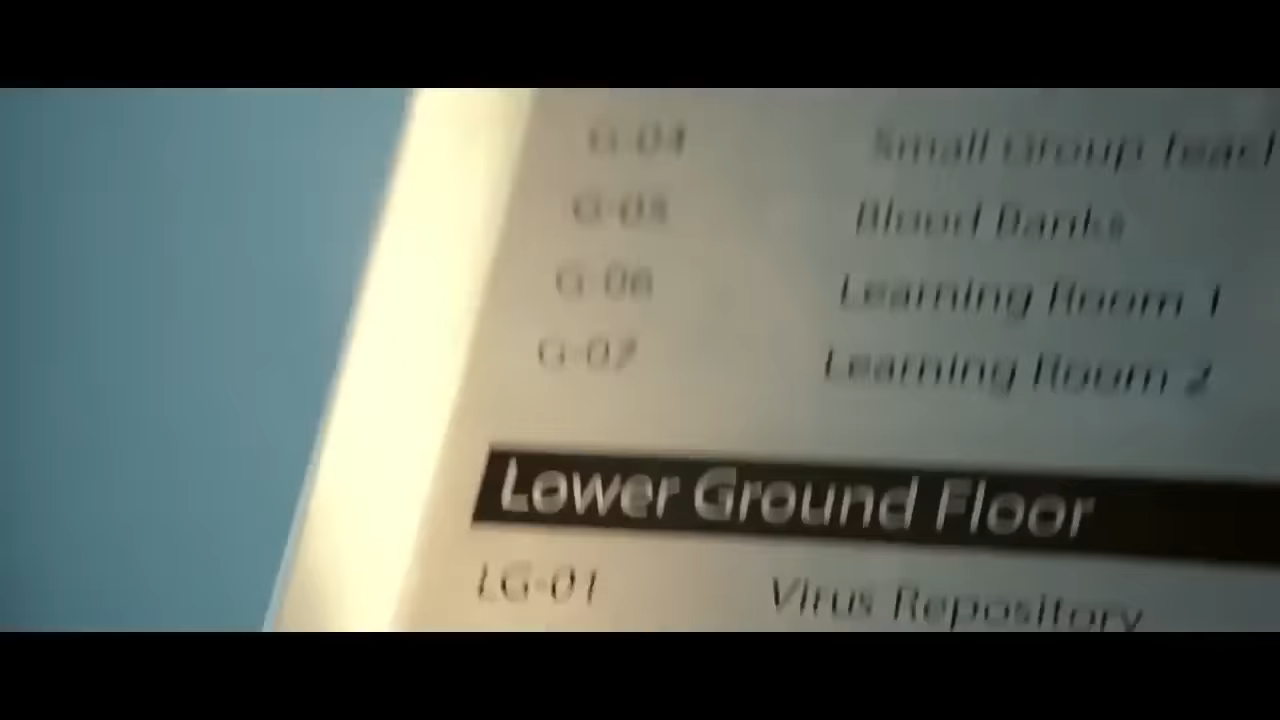 G-04 Small Group
G-05 Blood Banks
G-06 Learning Room 1
G-07 Learning Room 2
Lower Ground Floor
LG-01 Virus Repository